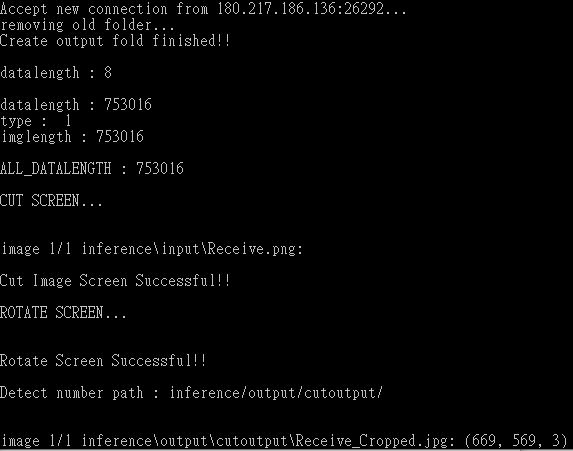 Accept new connection from 180.217.186.136:26292...
removing old folder...
Create output fold finished!!
datalength : 8
datalength : 753016
type :  1
imglength : 753016
ALL_DATALENGTH : 753016
CUT SCREEN...
image 1/1 inference\input\Receive.png:
Cut Image Screen Successful!!
ROTATE SCREEN...
Rotate Screen Successful!!
Detect number path : inference/output/cutoutput/
image 1/1 inference\output\cutoutput\Receive_Cropped.jpg: (669, 569, 3)